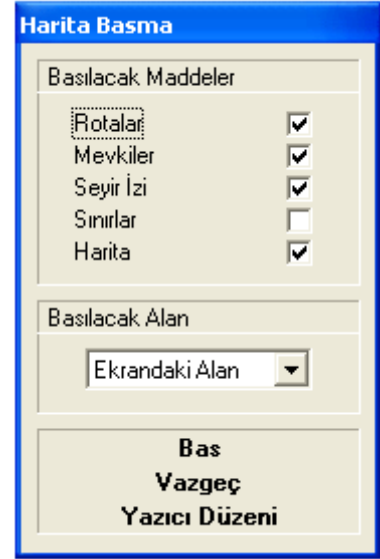 Harita Basma
Basılacak Maddeler
Rotalar
Mevkiler
Seyir İzi
Sınırlar
Harita
Basılacak Alan
Ekrandaki Alan
Bas
Vazgeç
Yazıcı Düzeni